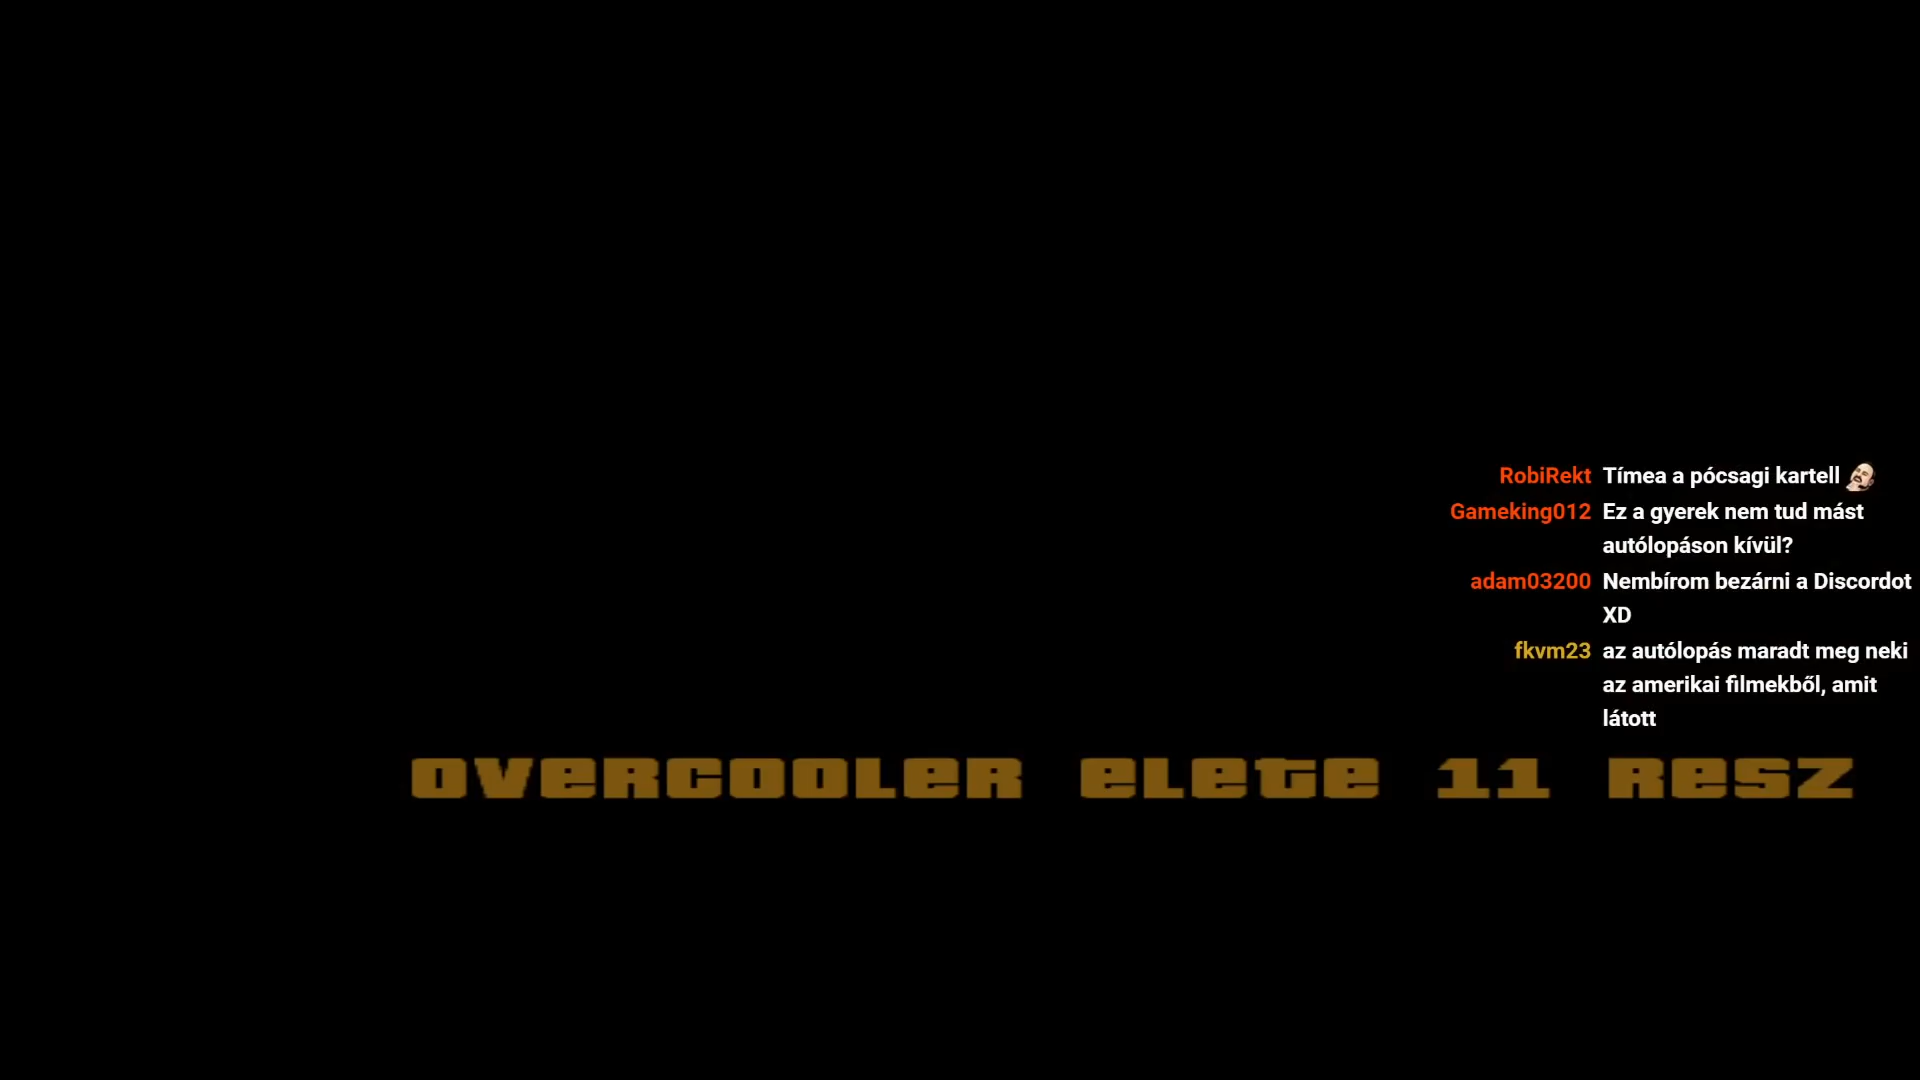 RobiRekt Tímea a pócsagi kartell
Gameking012 Ez a gyerek nem tud mást
autólopáson kívül?
adam03200 Nembírom bezárni a Discordot
XD
fkvm23 az autólopás maradt meg neki
az amerikai filmekből, amit
látott
OVERCOOLER ELETE 11 RESZ